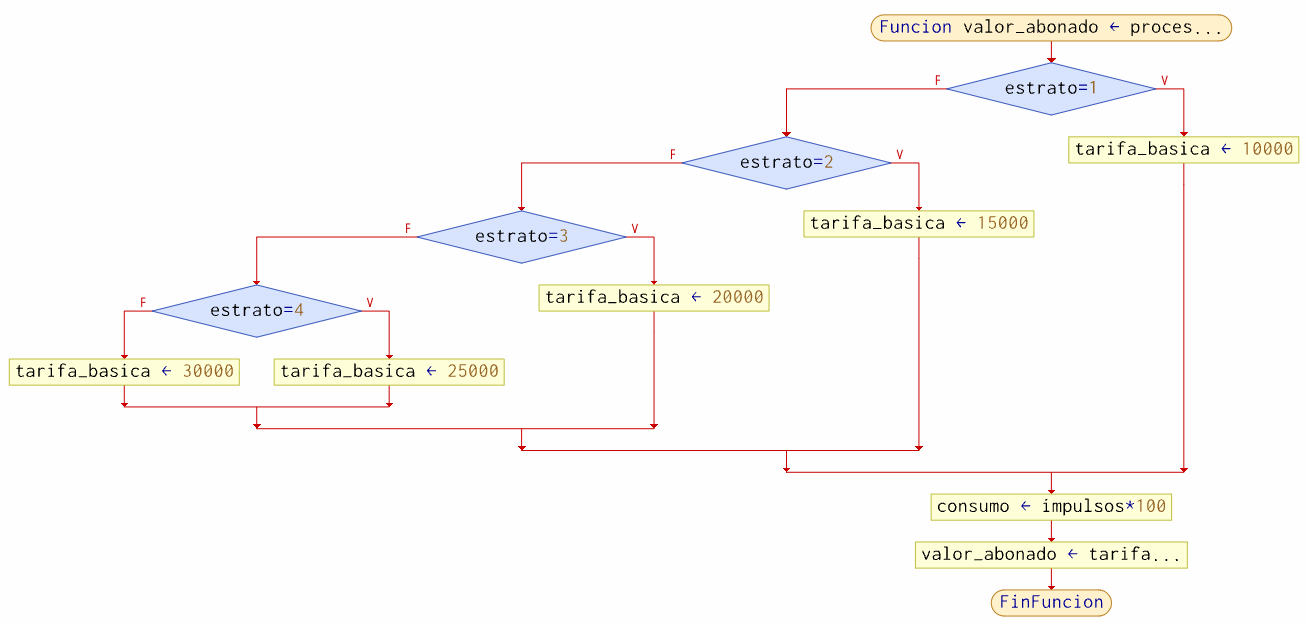 Funcion valor_abonado ← proces...
F
V
estrato=1
tarifa_basica ← 10000
F
V
estrato=2
tarifa_basica ← 15000
F
V
estrato=3
tarifa_basica ← 20000
F
V
estrato=4
tarifa_basica ← 30000
tarifa_basica ← 25000
consumo ← impulsos*100
valor_abonado ← tarifa...
FinFuncion